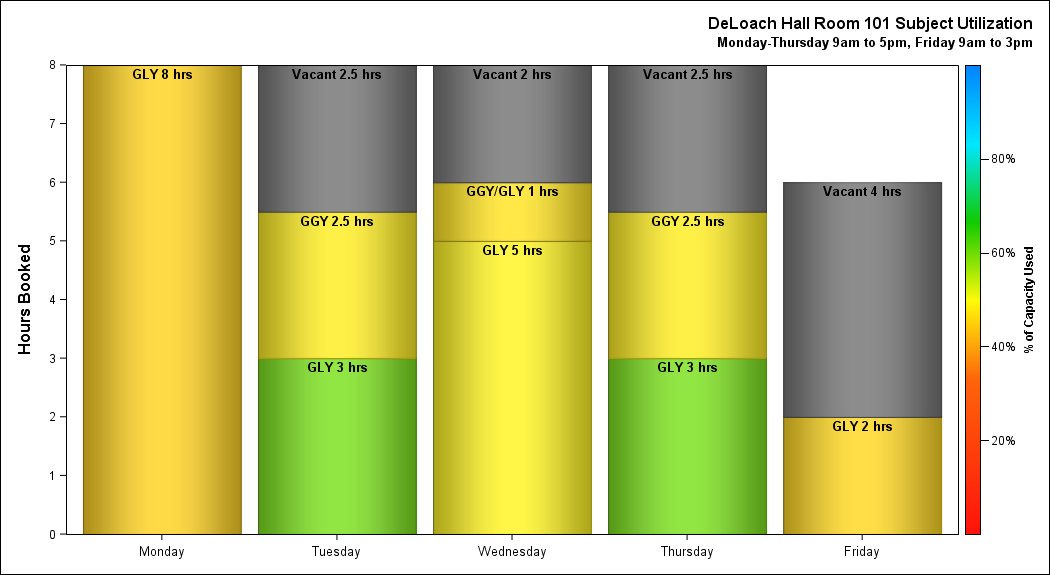 DeLoach Hall Room 101 Subject Utilization
Monday-Thursday 9am to 5pm, Friday 9am to 3pm
Hours Booked
8
7
6
5
4
3
2
1
0
GLY 8 hrs
Vacant 2.5 hrs
GGY 2.5 hrs
GLY 3 hrs
Vacant 2 hrs
GGY/GLY 1 hrs
GLY 5 hrs
Vacant 2.5 hrs
GGY 2.5 hrs
GLY 3 hrs
Vacant 4 hrs
GLY 2 hrs
Monday
Tuesday
Wednesday
Thursday
Friday
80%
60%
40%
20%
% of Capacity Used